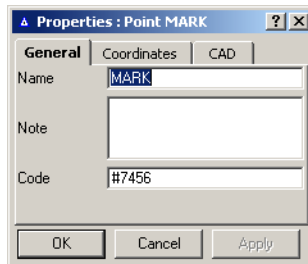 Properties : Point MARK
General Coordinates CAD
Name MARK
Note
Code #7456
OK Cancel Apply